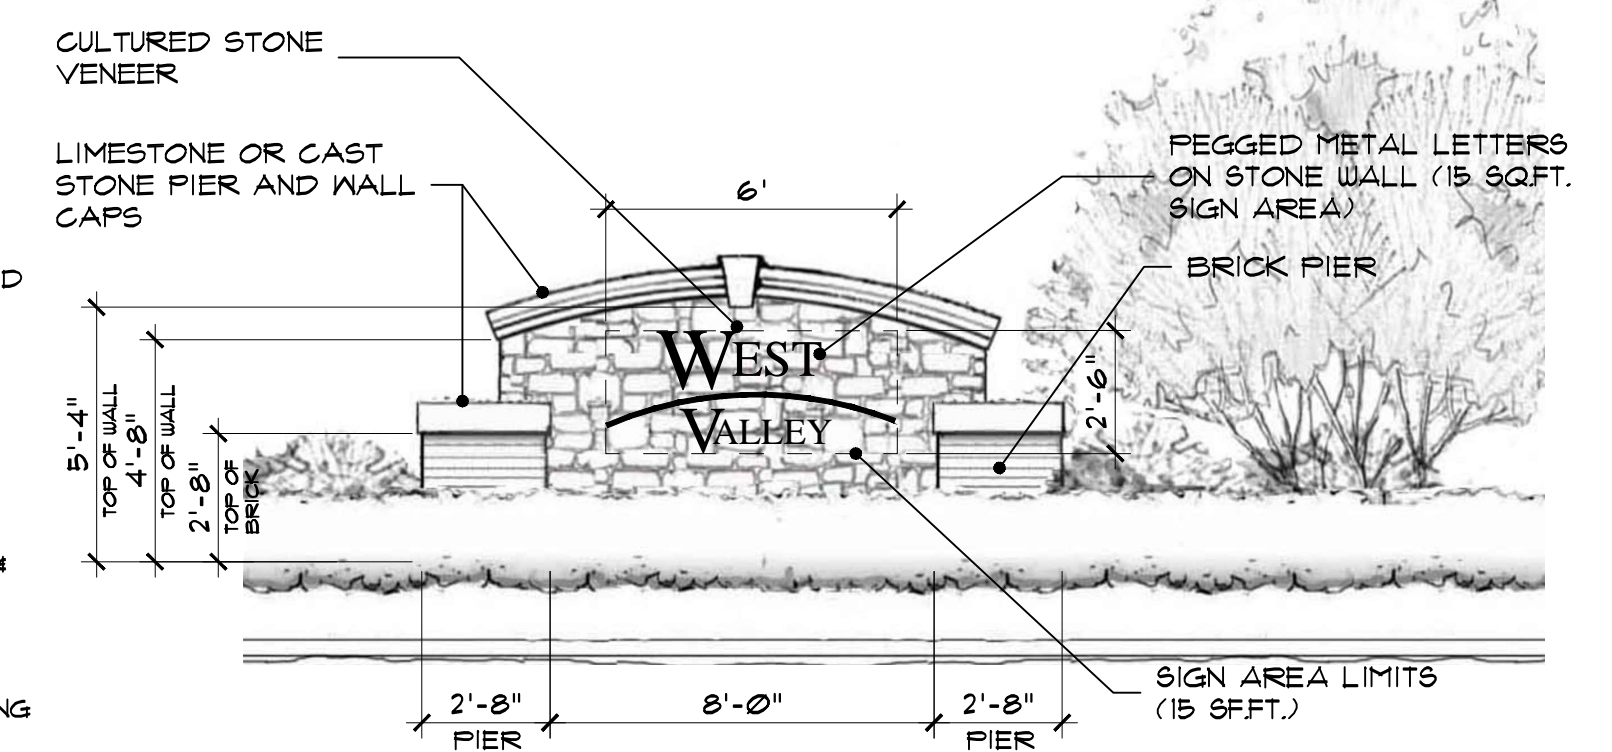 CULTURED STONE
VENEER
LIMESTONE OR CAST
STONE PIER AND WALL
CAPS
6'
PEGGED METAL LETTERS
ON STONE WALL (15 SQ.FT.
SIGN AREA)
BRICK PIER
D
WEST
VALLEY
2'-6"
5'-4"
TOP OF WALL
4'-8"
TOP OF WALL
2'-8"
TOP OF
BRICK
SIGN AREA LIMITS
(15 SF.FT.)
NG
2'-8"
PIER
8'-0"
2'-8"
PIER